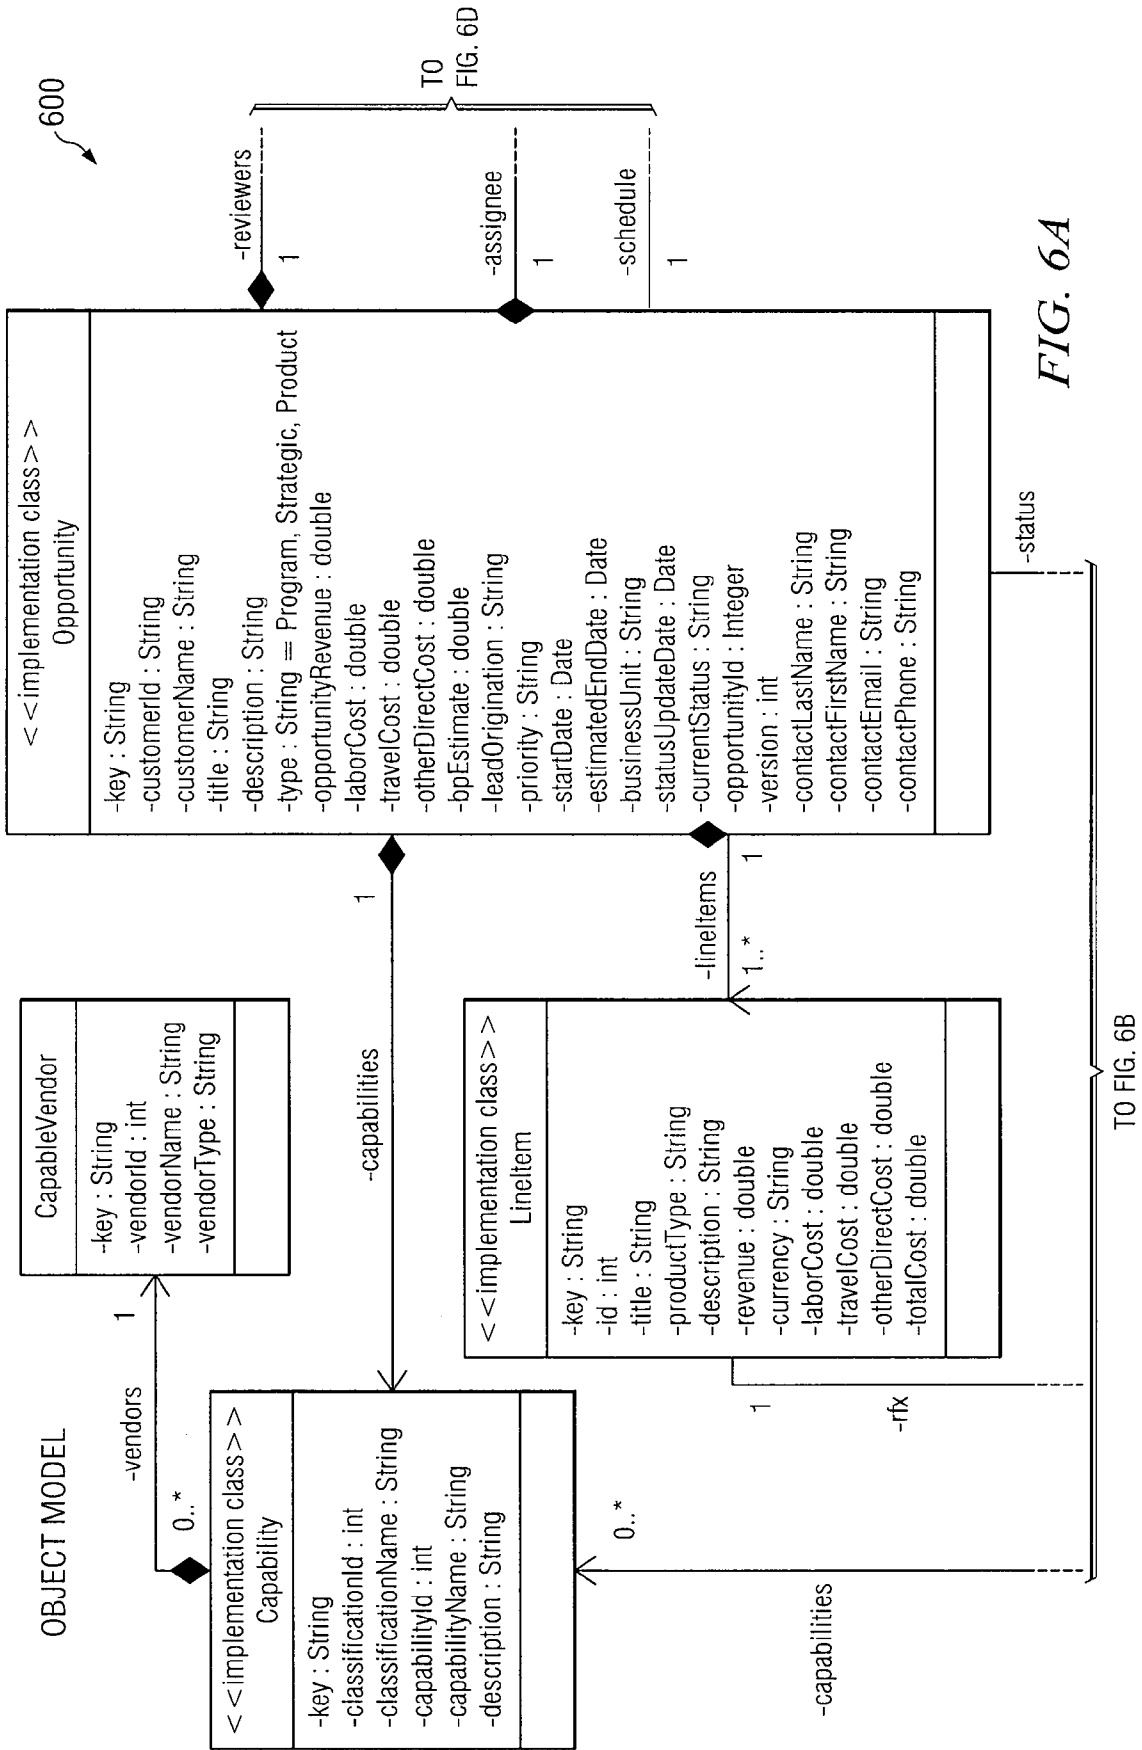 OBJECT MODEL
600
<<implementation class>>
Capability
-key : String
-classificationId : int
-classificationName : String
-capabilityId : int
-capabilityName : String
-description : String
0..*
-vendors
1
CapableVendor
-key : String
-vendorId : int
-vendorName : String
-vendorType : String
-capabilities
1
<<implementation class>>
Opportunity
-key : String
-customerId : String
-customerName : String
-title : String
-description : String
-type : String == Program, Strategic, Product
-opportunityRevenue : double
-laborCost : double
-travelCost : double
-otherDirectCost : double
-bpEstimate : double
-leadOrigination : String
-priority : String
-startDate : Date
-estimatedEndDate : Date
-businessUnit : String
-statusUpdateDate : Date
-currentStatus : String
-opportunityId : Integer
-version : int
-contactLastName : String
-contactFirstName : String
-contactEmail : String
-contactPhone : String
-reviewers
1
-assignee
1
-schedule
1
TO
FIG. 6D
<<implementation class>>
LineItem
-key : String
-id : int
-title : String
-productType : String
-description : String
-revenue : double
-currency : String
-laborCost : double
-travelCost : double
-otherDirectCost : double
-totalCost : double
-lineItems
1..*
1
0..*
-capabilities
1
-rfx
-status
TO FIG. 6B
FIG. 6A